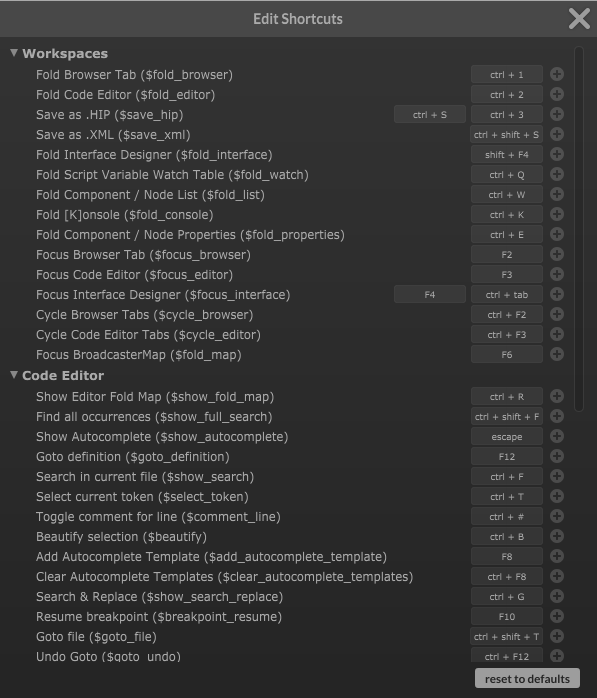 Edit Shortcuts
Workspaces
Fold Browser Tab ($fold_browser) ctrl + 1
Fold Code Editor ($fold_editor) ctrl + 2
Save as .HIP ($save_hip) ctrl + S ctrl + 3
Save as .XML ($save_xml) ctrl + shift + S
Fold Interface Designer ($fold_interface) shift + F4
Fold Script Variable Watch Table ($fold_watch) ctrl + Q
Fold Component / Node List ($fold_list) ctrl + W
Fold [K]onsole ($fold_console) ctrl + K
Fold Component / Node Properties ($fold_properties) ctrl + E
Focus Browser Tab ($focus_browser) F2
Focus Code Editor ($focus_editor) F3
Focus Interface Designer ($focus_interface) F4 ctrl + tab
Cycle Browser Tabs ($cycle_browser) ctrl + F2
Cycle Code Editor Tabs ($cycle_editor) ctrl + F3
Focus BroadcasterMap ($fold_map) F6
Code Editor
Show Editor Fold Map ($show_fold_map) ctrl + R
Find all occurrences ($show_full_search) ctrl + shift + F
Show Autocomplete ($show_autocomplete) escape
Goto definition ($goto_definition) F12
Search in current file ($show_search) ctrl + F
Select current token ($select_token) ctrl + T
Toggle comment for line ($comment_line) ctrl + #
Beautify selection ($beautify) ctrl + B
Add Autocomplete Template ($add_autocomplete_template) F8
Clear Autocomplete Templates ($clear_autocomplete_templates) ctrl + F8
Search & Replace ($show_search_replace) ctrl + G
Resume breakpoint ($breakpoint_resume) F10
Goto file ($goto_file) ctrl + shift + T
Undo Goto ($goto_undo) ctrl + F12
reset to defaults